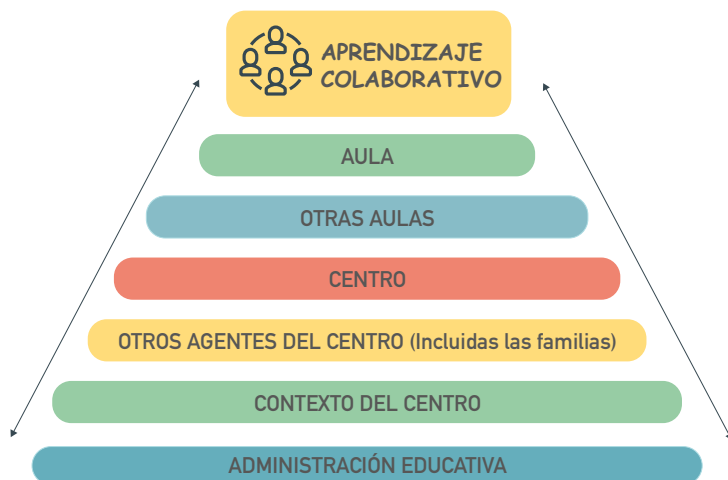 APRENDIZAJE
COLABORATIVO
AULA
OTRAS AULAS
CENTRO
OTROS AGENTES DEL CENTRO (Incluidas las familias)
CONTEXTO DEL CENTRO
ADMINISTRACIÓN EDUCATIVA